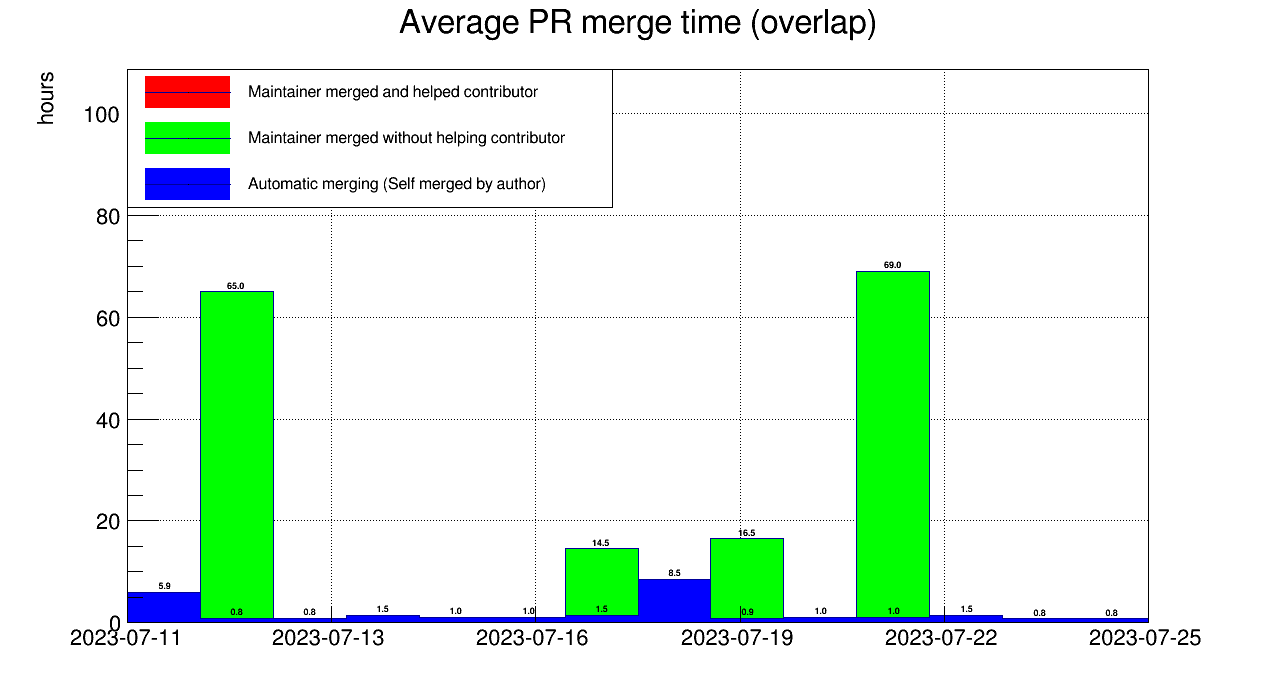 Average PR merge time (overlap)
hours
Maintainer merged and helped contributor
Maintainer merged without helping contributor
Automatic merging (Self merged by author)
100
80
60
40
20
0
69.0
65.0
16.5
14.5
8.5
5.9
0.8 0.8 1.5 1.0 1.0 1.5 0.9 1.0 1.0 1.5 0.8 0.8
2023-07-11 2023-07-13 2023-07-16 2023-07-19 2023-07-22 2023-07-25